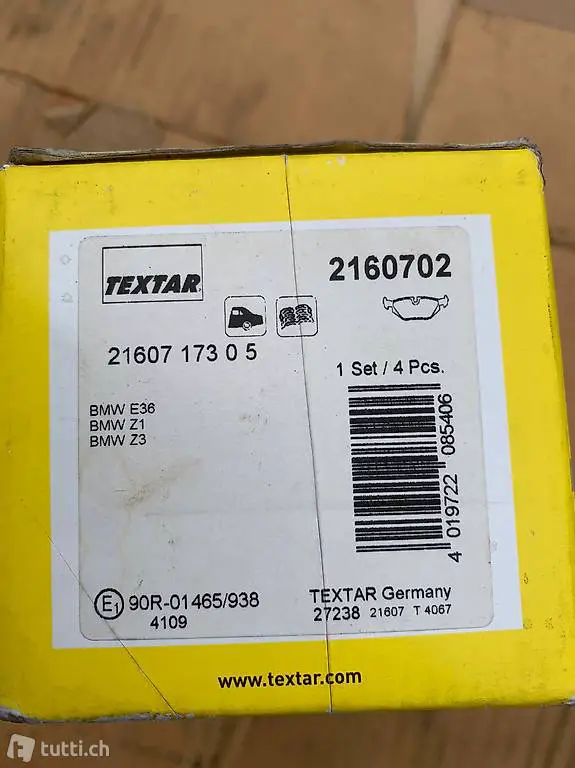 TEXTAR
2160702
21607 173 0 5
1 Set / 4 Pcs.
BMW E36
BMW Z1
BMW Z3
4 019722 085406
E1 90R-01465/938
4109
TEXTAR Germany
27238 21607 T 4067
www.textar.com
tutti.ch